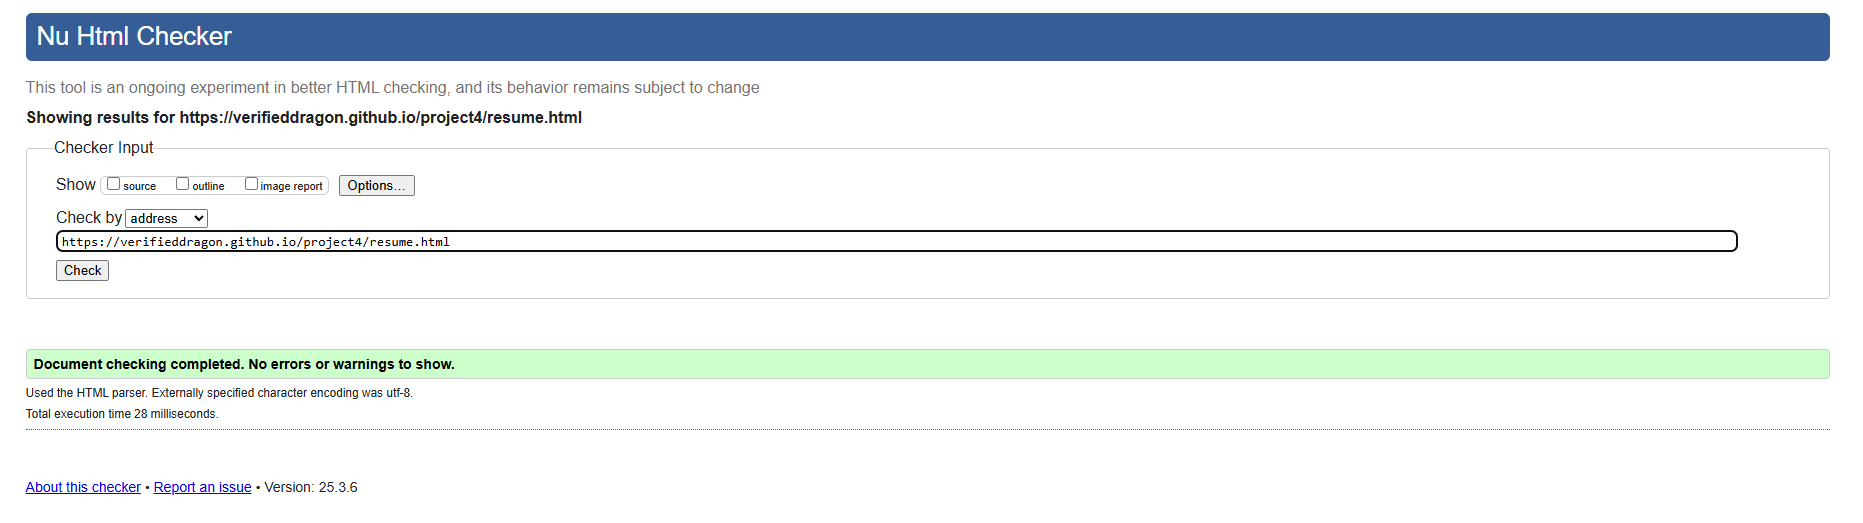 Nu Html Checker
This tool is an ongoing experiment in better HTML checking, and its behavior remains subject to change
Showing results for https://verifieddragon.github.io/project4/resume.html
Checker Input
Show source outline image report Options...
Check by address
https://verifieddragon.github.io/project4/resume.html
Check
Document checking completed. No errors or warnings to show.
Used the HTML parser. Externally specified character encoding was utf-8.
Total execution time 28 milliseconds.
About this checker • Report an issue • Version: 25.3.6